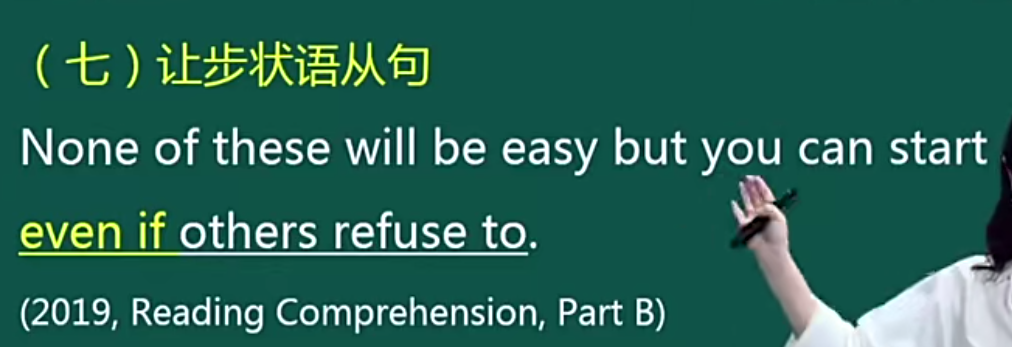 （七）让步状语从句
None of these will be easy but you can start
even if others refuse to.
(2019, Reading Comprehension, Part B)